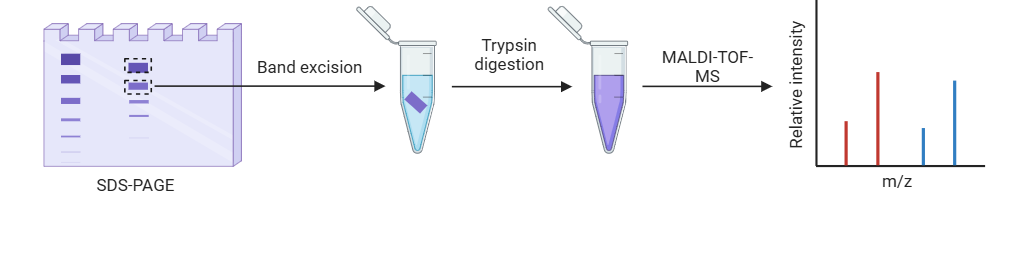 SDS-PAGE
Band excision
Trypsin
digestion
MALDI-TOF-
MS
Relative intensity
m/z